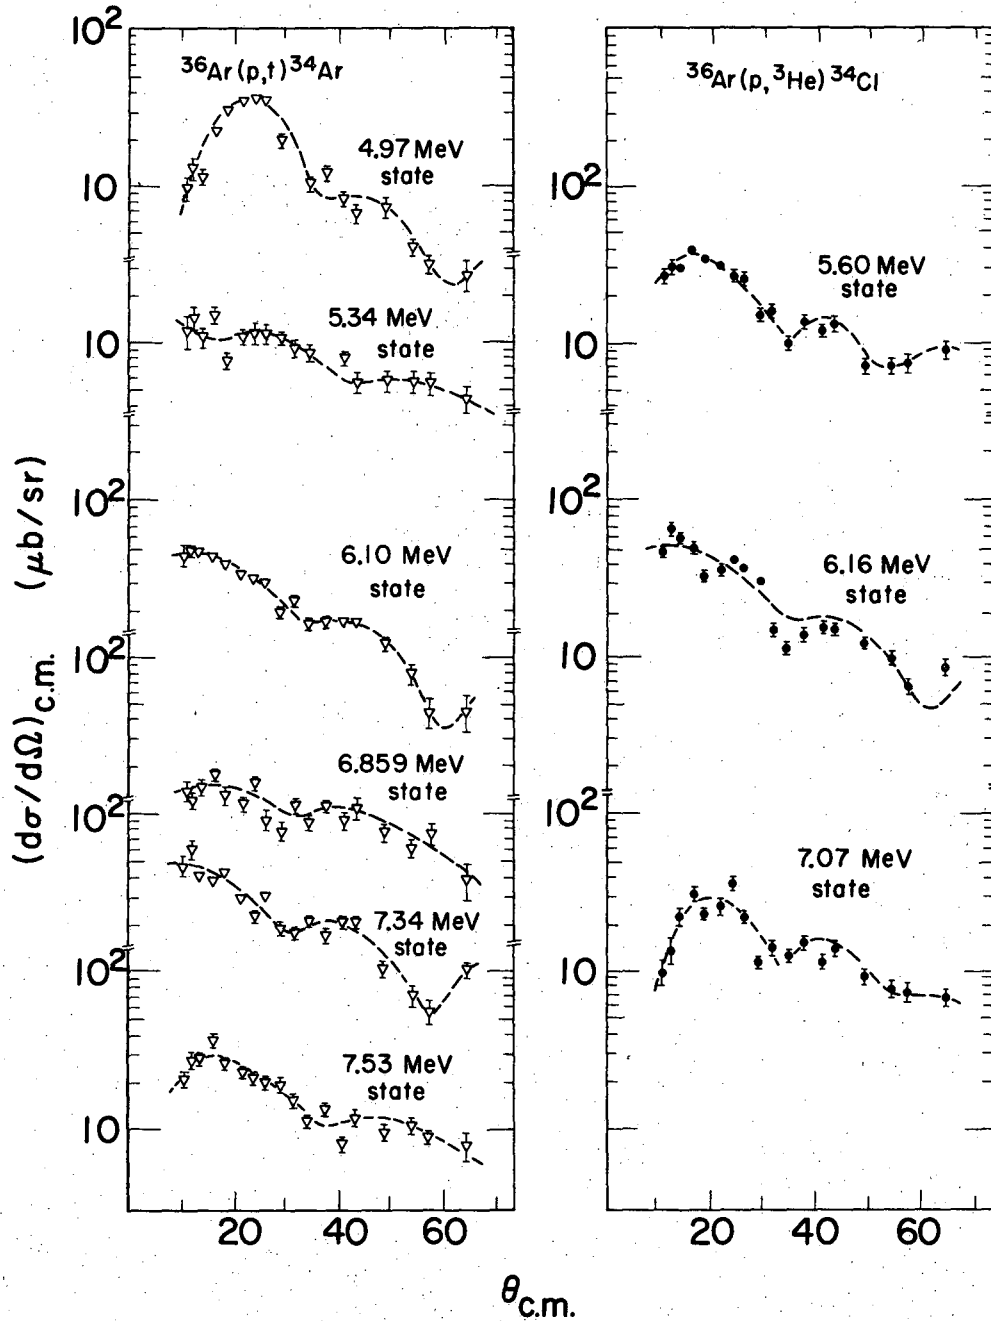 (dσ/dΩ)c.m. (μb/sr)
³⁶Ar(p,t)³⁴Ar
10²
4.97 MeV
state
10
5.34 MeV
state
10
10²
6.10 MeV
state
10²
6.859 MeV
state
10²
7.34 MeV
state
10²
7.53 MeV
state
10
20
40
60
³⁶Ar(p,³He)³⁴Cl
10²
5.60 MeV
state
10
10²
6.16 MeV
state
10
10²
7.07 MeV
state
10
20
40
60
θc.m.